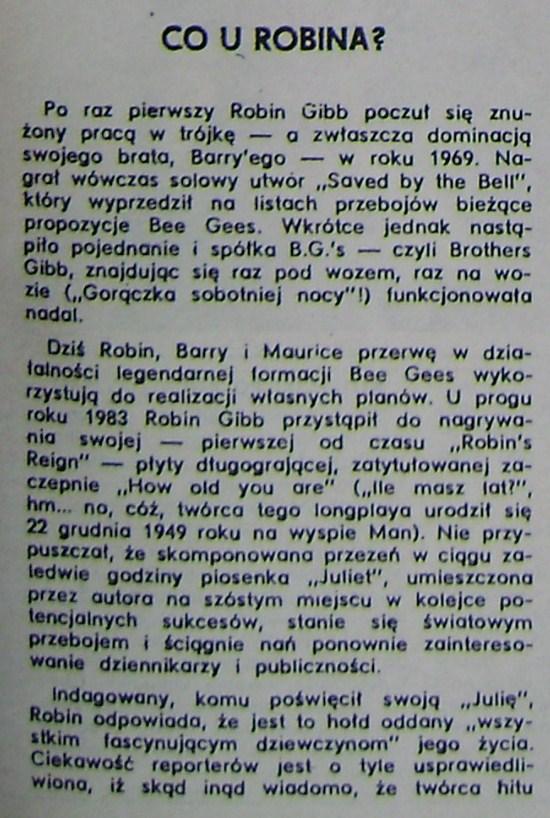 CO U ROBINA?
Po raz pierwszy Robin Gibb poczuł się znu-
żony pracą w trójkę — a zwłaszcza dominacją
swojego brata, Barry'ego — w roku 1969. Na-
grał wówczas solowy utwór „Saved by the Bell",
który wyprzedził na listach przebojów bieżące
propozycje Bee Gees. Wkrótce jednak nastą-
piło pojednanie i spółka B.G.'s — czyli Brothers
Gibb, znajdując się raz pod wozem, raz na wo-
zie („Gorączka sobotniej nocy"!) funkcjonowała
nadal.
Dziś Robin, Barry i Maurice przerwę w dzia-
łalności legendarnej formacji Bee Gees wyko-
rzystują do realizacji własnych planów. U progu
roku 1983 Robin Gibb przystąpił do nagrywa-
nia swojej — pierwszej od czasu „Robin's
Reign" — płyty długogrającej, zatytułowanej za-
czepnie „How old you are" („Ile masz lat?",
hm... no, cóż, twórca tego longplaya urodził się
22 grudnia 1949 roku na wyspie Man). Nie przy-
puszczał, że skomponowana przezeń w ciągu za-
ledwie godziny piosenka „Juliet", umieszczona
przez autora na szóstym miejscu w kolejce po-
tencjalnych sukcesów, stanie się światowym
przebojem i ściągnie nań ponownie zaintereso-
wanie dziennikarzy i publiczności.
Indagowany, komu poświęcił swoją „Julię",
Robin odpowiada, że jest to hołd oddany „wszy-
stkim fascynującym dziewczynom" jego życia.
Ciekawość reporterów jest o tyle usprawiedli-
wiona, iż skąd inąd wiadomo, że twórca hitu